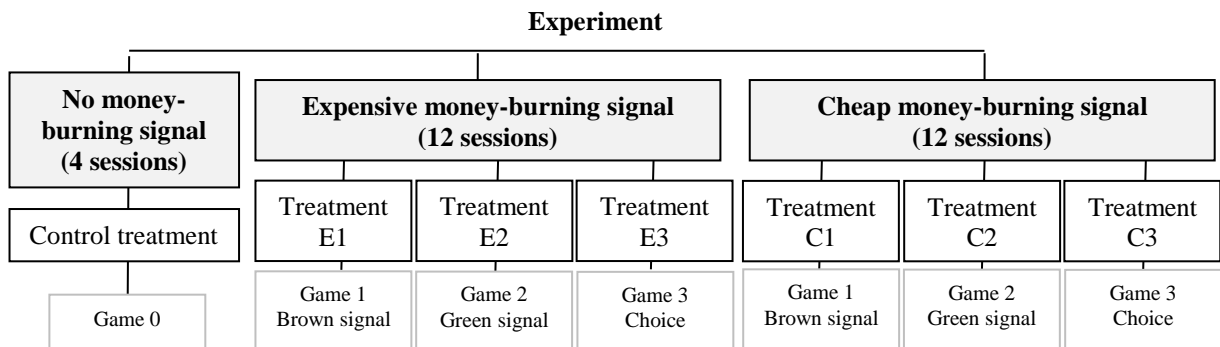 Experiment
No money-
burning signal
(4 sessions)
Expensive money-burning signal
(12 sessions)
Cheap money-burning signal
(12 sessions)
Control treatment
Treatment
E1
Treatment
E2
Treatment
E3
Treatment
C1
Treatment
C2
Treatment
C3
Game 0
Game 1
Brown signal
Game 2
Green signal
Game 3
Choice
Game 1
Brown signal
Game 2
Green signal
Game 3
Choice